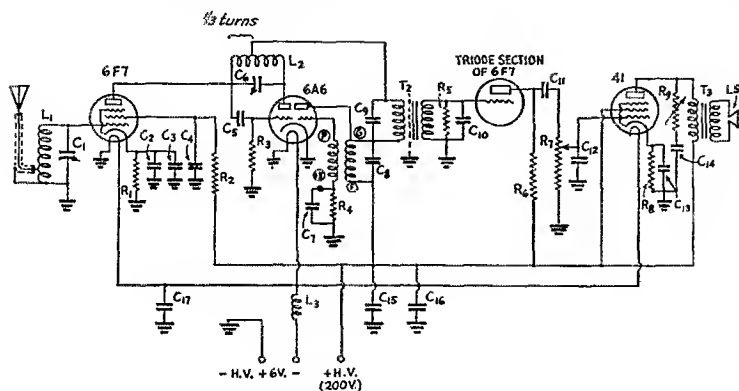 ⅓ turns
L2
C6
6F7
6A6
TRIODE SECTION
OF 6F7
41
L1
C1
C2
C3
C4
R1
R2
C5
R3
P
C7
R4
C9
G
C8
F
T2
R5
C10
C11
R6
R7
C12
R8
R9
C13
C14
T3
LS
C17
L3
C15
C16
- H.V. + 6V. -
+ H.V.
(200V.)